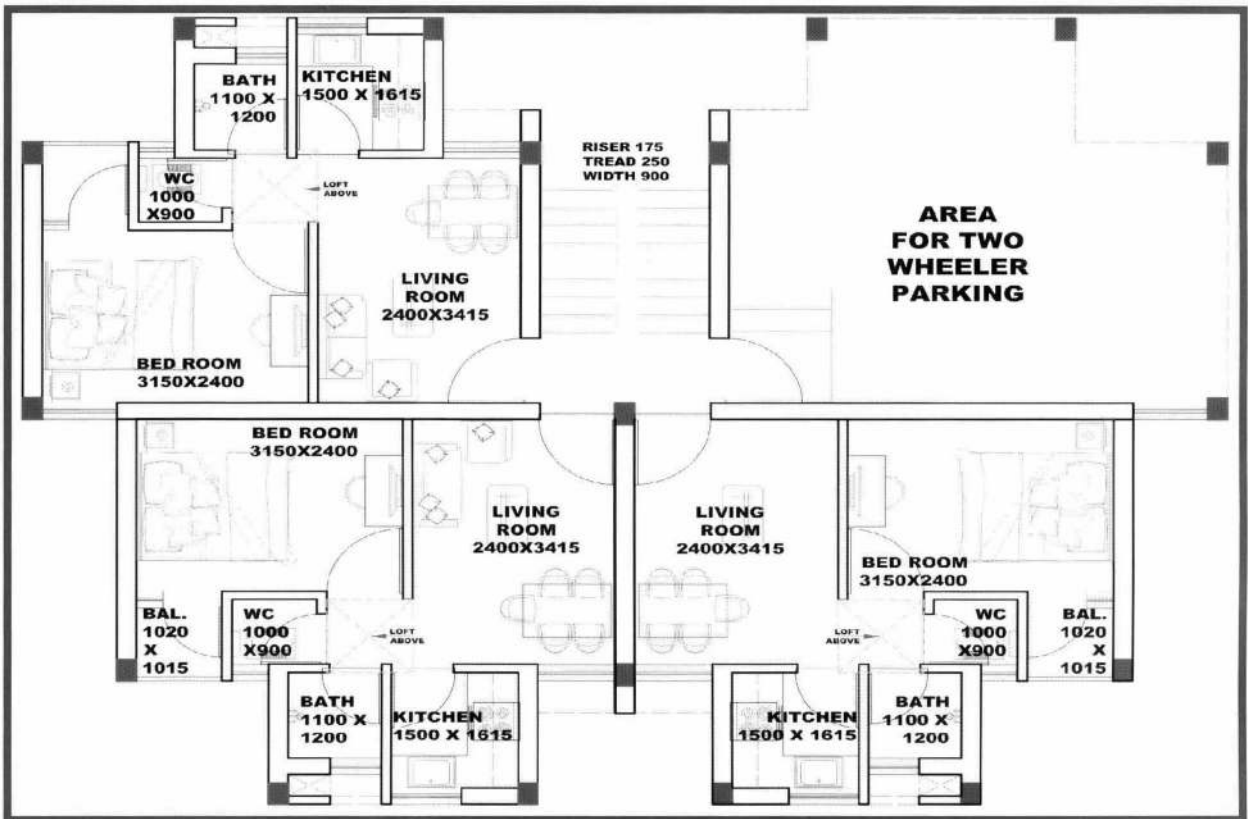 BATH
1100 X
1200
KITCHEN
1500 X 1615
RISER 175
TREAD 250
WIDTH 900
WC
1000
X900
LOFT
ABOVE
AREA
FOR TWO
WHEELER
PARKING
LIVING
ROOM
2400X3415
BED ROOM
3150X2400
BED ROOM
3150X2400
LIVING
ROOM
2400X3415
LIVING
ROOM
2400X3415
BED ROOM
3150X2400
BAL.
1020
X
1015
WC
1000
X900
LOFT
ABOVE
LOFT
ABOVE
WC
1000
X900
BAL.
1020
X
1015
BATH
1100 X
1200
KITCHEN
1500 X 1615
KITCHEN
1500 X 1615
BATH
1100 X
1200